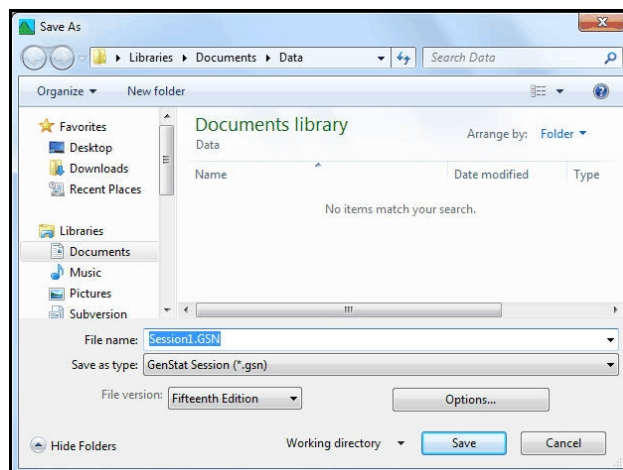 Save As
Libraries Documents Data Search Data
Organize New folder
Favorites
Desktop
Downloads
Recent Places
Libraries
Documents
Music
Pictures
Subversion
Documents library
Data
Arrange by: Folder
Name Date modified Type
No items match your search.
File name: Session1.GSN
Save as type: GenStat Session (*.gsn)
File version: Fifteenth Edition Options...
Hide Folders Working directory Save Cancel